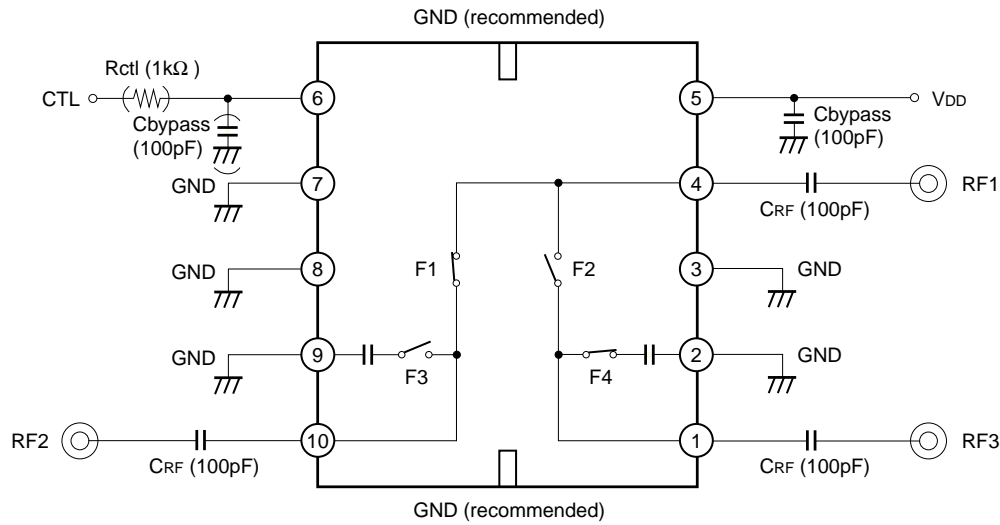 GND (recommended)
Rctl (1kΩ )
CTL
6
5
VDD
Cbypass
(100pF)
Cbypass
(100pF)
GND
7
4
RF1
CRF (100pF)
GND
8
F1
F2
3
GND
GND
9
F3
F4
2
GND
RF2
10
1
RF3
CRF (100pF)
CRF (100pF)
GND (recommended)